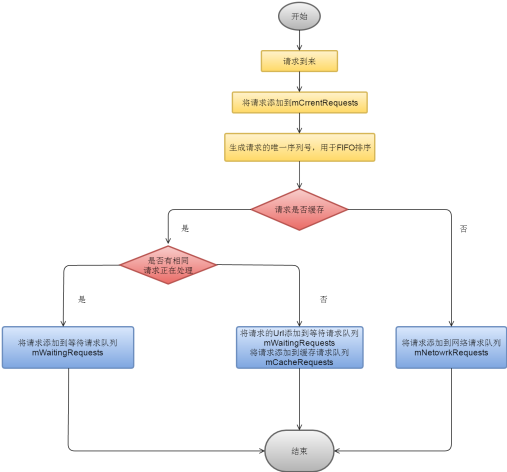 开始
请求到来
将请求添加到mCrrentRequests
生成请求的唯一序列号，用于FIFO排序
请求是否缓存
是
否
是否有相同
请求正在处理
是
否
将请求添加到等待请求队列
mWaitingRequests
将请求的Url添加到等待请求队列
mWaitingRequests
将请求添加到缓存请求队列
mCacheRequests
将请求添加到网络请求队列
mNetowrkRequests
结束